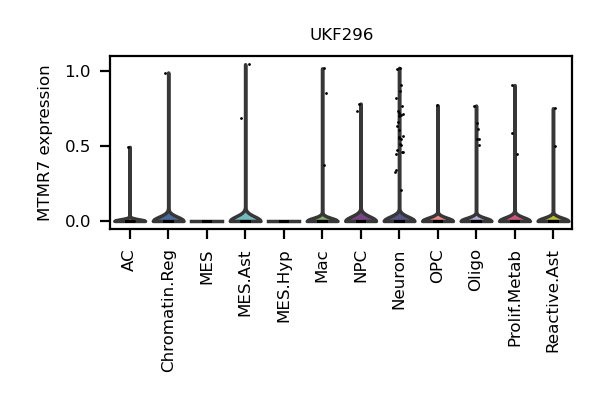 UKF296
MTMR7 expression
1.0
0.5
0.0
AC
Chromatin.Reg
MES
MES.Ast
MES.Hyp
Mac
NPC
Neuron
OPC
Oligo
Prolif.Metab
Reactive.Ast